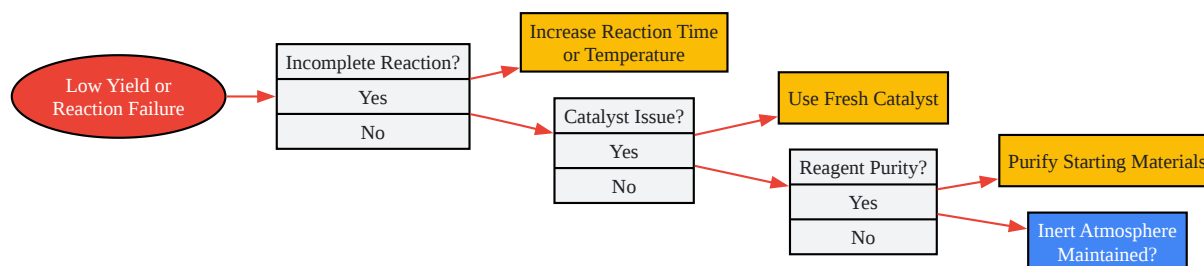 Low Yield or
Reaction Failure
Incomplete Reaction?
Yes
No
Increase Reaction Time
or Temperature
Catalyst Issue?
Yes
No
Use Fresh Catalyst
Reagent Purity?
Yes
No
Purify Starting Materials
Inert Atmosphere
Maintained?